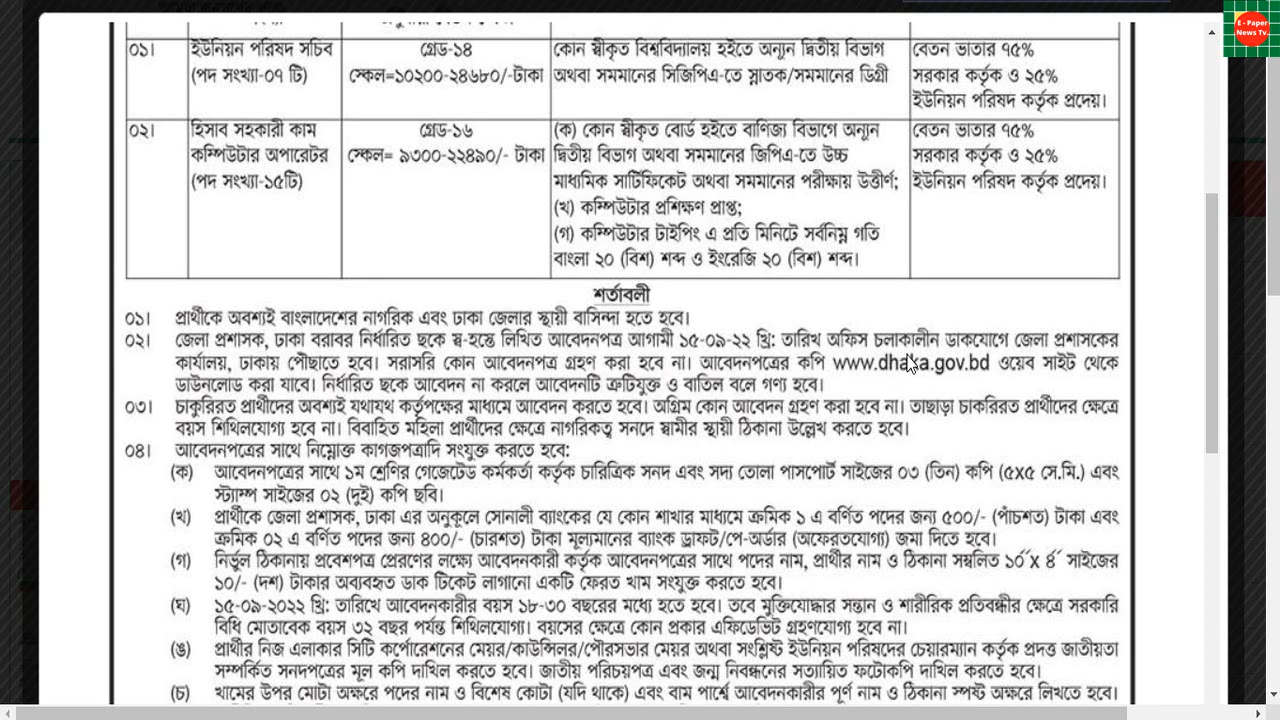 E - Paper
News Tv.
০১। ইউনিয়ন পরিষদ সচিব গ্রেড-১৪ কোন স্বীকৃত বিশ্ববিদ্যালয় হইতে অন্যূন দ্বিতীয় বিভাগ বেতন ভাতার ৭৫%
(পদ সংখ্যা-০৭ টি) স্কেল=১০২০০-২৪৬৮০/-টাকা অথবা সমমানের সিজিপিএ-তে স্নাতক/সমমানের ডিগ্রী সরকার কর্তৃক ও ২৫%
ইউনিয়ন পরিষদ কর্তৃক প্রদেয়।
০২। হিসাব সহকারী কাম গ্রেড-১৬ (ক) কোন স্বীকৃত বোর্ড হইতে বাণিজ্য বিভাগে অন্যূন বেতন ভাতার ৭৫%
কম্পিউটার অপারেটর স্কেল= ৯৩০০-২২৪৯০/- টাকা দ্বিতীয় বিভাগ অথবা সমমানের জিপিএ-তে উচ্চ সরকার কর্তৃক ও ২৫%
(পদ সংখ্যা-১৫টি) মাধ্যমিক সার্টিফিকেট অথবা সমমানের পরীক্ষায় উত্তীর্ণ; ইউনিয়ন পরিষদ কর্তৃক প্রদেয়।
(খ) কম্পিউটার প্রশিক্ষণ প্রাপ্ত;
(গ) কম্পিউটার টাইপিং এ প্রতি মিনিটে সর্বনিম্ন গতি
বাংলা ২০ (বিশ) শব্দ ও ইংরেজি ২০ (বিশ) শব্দ।
শর্তাবলী
০১। প্রার্থীকে অবশ্যই বাংলাদেশের নাগরিক এবং ঢাকা জেলার স্থায়ী বাসিন্দা হতে হবে।
০২। জেলা প্রশাসক, ঢাকা বরাবর নির্ধারিত ছকে স্ব-হস্তে লিখিত আবেদনপত্র আগামী ১৫-০৯-২২ খ্রি: তারিখ অফিস চলাকালীন ডাকযোগে জেলা প্রশাসকের
কার্যালয়, ঢাকায় পৌঁছাতে হবে। সরাসরি কোন আবেদনপত্র গ্রহণ করা হবে না। আবেদনপত্রের কপি www.dhaka.gov.bd ওয়েব সাইট থেকে
ডাউনলোড করা যাবে। নির্ধারিত ছকে আবেদন না করলে আবেদনটি ত্রুটিযুক্ত ও বাতিল বলে গণ্য হবে।
০৩। চাকুরিরত প্রার্থীদের অবশ্যই যথাযথ কর্তৃপক্ষের মাধ্যমে আবেদন করতে হবে। অগ্রিম কোন আবেদন গ্রহণ করা হবে না। তাছাড়া চাকরিরত প্রার্থীদের ক্ষেত্রে
বয়স শিথিলযোগ্য হবে না। বিবাহিত মহিলা প্রার্থীদের ক্ষেত্রে নাগরিকত্ব সনদে স্বামীর স্থায়ী ঠিকানা উল্লেখ করতে হবে।
০৪। আবেদনপত্রের সাথে নিম্নোক্ত কাগজপত্রাদি সংযুক্ত করতে হবে:
(ক) আবেদনপত্রের সাথে ১ম শ্রেণির গেজেটেড কর্মকর্তা কর্তৃক চারিত্রিক সনদ এবং সদ্য তোলা পাসপোর্ট সাইজের ০৩ (তিন) কপি (৫X৫ সে.মি.) এবং
স্ট্যাম্প সাইজের ০২ (দুই) কপি ছবি।
(খ) প্রার্থীকে জেলা প্রশাসক, ঢাকা এর অনুকূলে সোনালী ব্যাংকের যে কোন শাখার মাধ্যমে ক্রমিক ১ এ বর্ণিত পদের জন্য ৫০০/- (পাঁচশত) টাকা এবং
ক্রমিক ০২ এ বর্ণিত পদের জন্য ৪০০/- (চারশত) টাকা মূল্যমানের ব্যাংক ড্রাফট/পে-অর্ডার (অফেরতযোগ্য) জমা দিতে হবে।
(গ) নির্ভুল ঠিকানায় প্রবেশপত্র প্রেরণের লক্ষ্যে আবেদনকারী কর্তৃক আবেদনপত্রের সাথে পদের নাম, প্রার্থীর নাম ও ঠিকানা সম্বলিত ১০˝X ৪˝ সাইজের
১০/- (দশ) টাকার অব্যবহৃত ডাক টিকেট লাগানো একটি ফেরত খাম সংযুক্ত করতে হবে।
(ঘ) ১৫-০৯-২০২২ খ্রি: তারিখে আবেদনকারীর বয়স ১৮-৩০ বছরের মধ্যে হতে হবে। তবে মুক্তিযোদ্ধার সন্তান ও শারীরিক প্রতিবন্ধীর ক্ষেত্রে সরকারি
বিধি মোতাবেক বয়স ৩২ বছর পর্যন্ত শিথিলযোগ্য। বয়সের ক্ষেত্রে কোন প্রকার এফিডেভিট গ্রহণযোগ্য হবে না।
(ঙ) প্রার্থীর নিজ এলাকার সিটি কর্পোরেশনের মেয়র/কাউন্সিলর/পৌরসভার মেয়র অথবা সংশ্লিষ্ট ইউনিয়ন পরিষদের চেয়ারম্যান কর্তৃক প্রদত্ত জাতীয়তা
সম্পর্কিত সনদপত্রের মূল কপি দাখিল করতে হবে। জাতীয় পরিচয়পত্র এবং জন্ম নিবন্ধনের সত্যায়িত ফটোকপি দাখিল করতে হবে।
(চ) খামের উপর মোটা অক্ষরে পদের নাম ও বিশেষ কোটা (যদি থাকে) এবং বাম পার্শ্বে আবেদনকারীর পূর্ণ নাম ও ঠিকানা স্পষ্ট অক্ষরে লিখতে হবে।